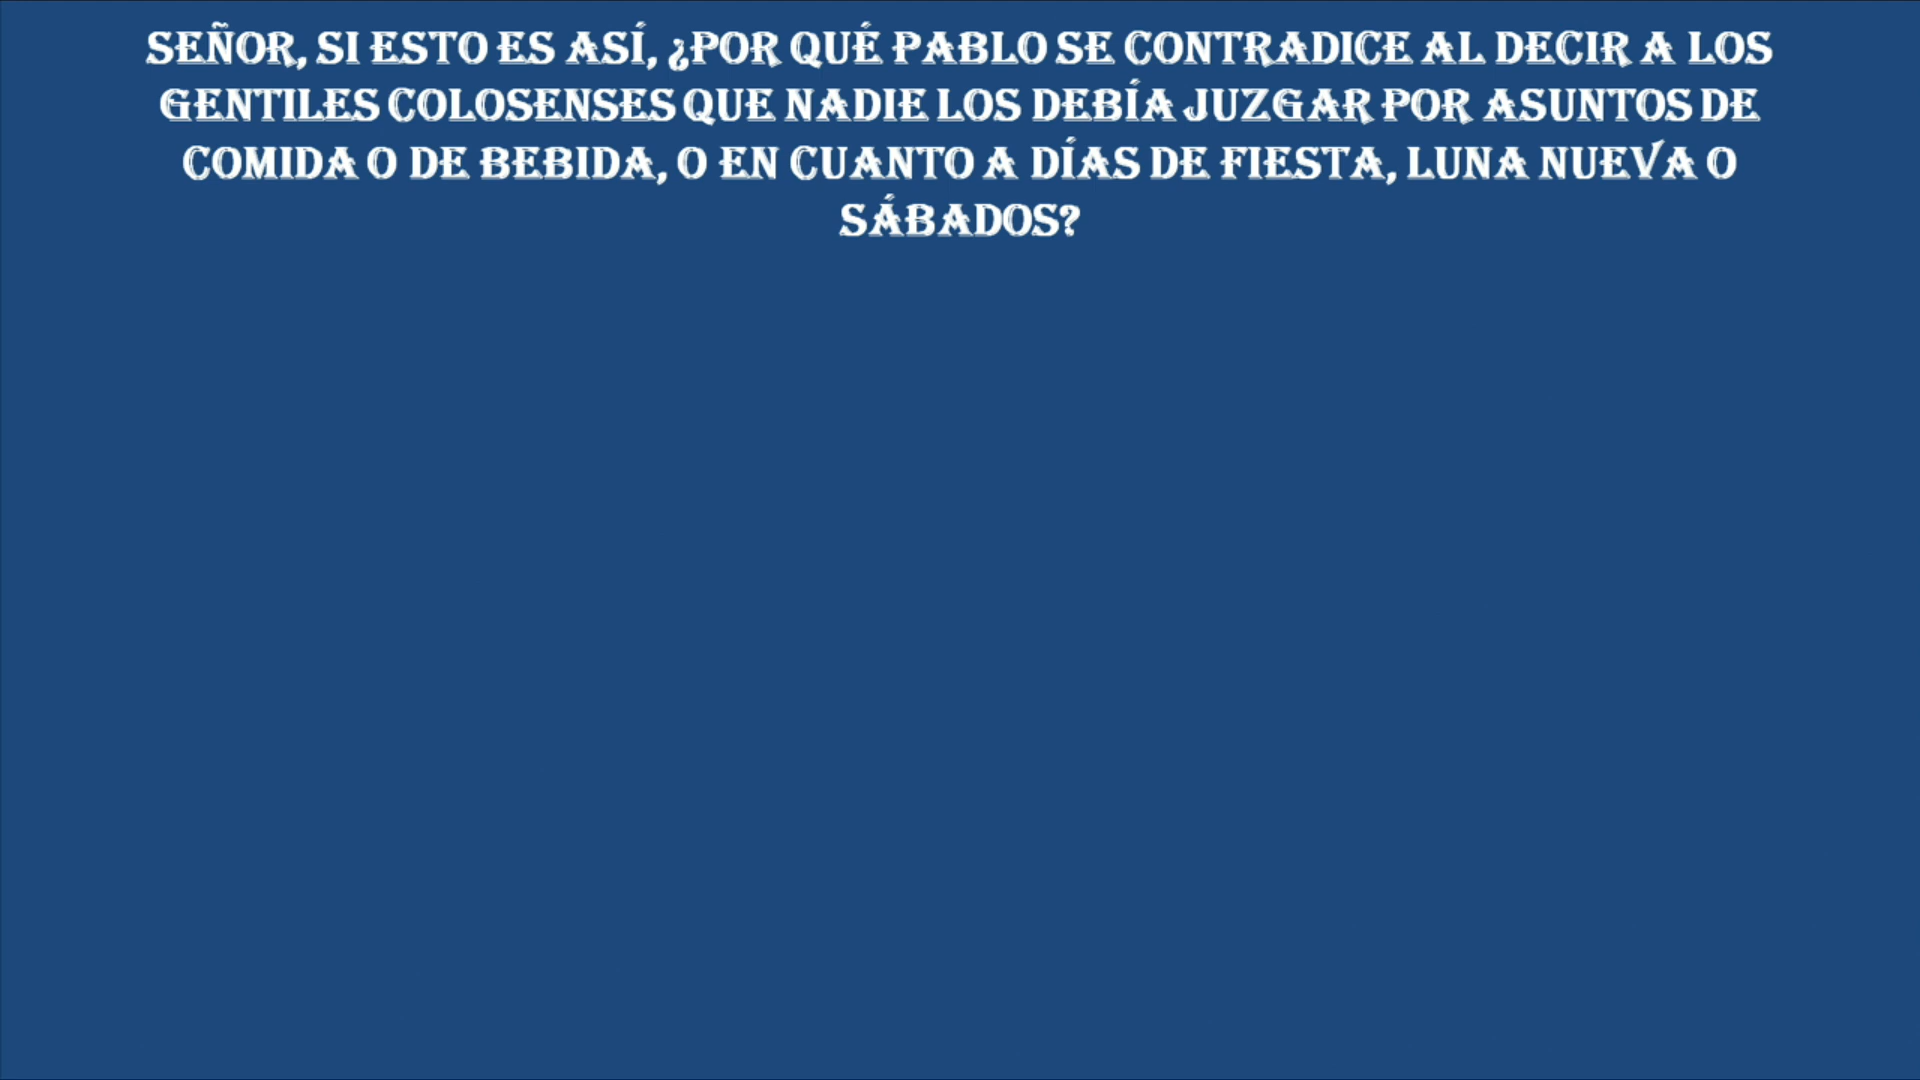 SEÑOR, SI ESTO ES ASÍ, ¿POR QUÉ PABLO SE CONTRADICE AL DECIR A LOS
GENTILES COLOSENSES QUE NADIE LOS DEBÍA JUZGAR POR ASUNTOS DE
COMIDA O DE BEBIDA, O EN CUANTO A DÍAS DE FIESTA, LUNA NUEVA O
SÁBADOS?